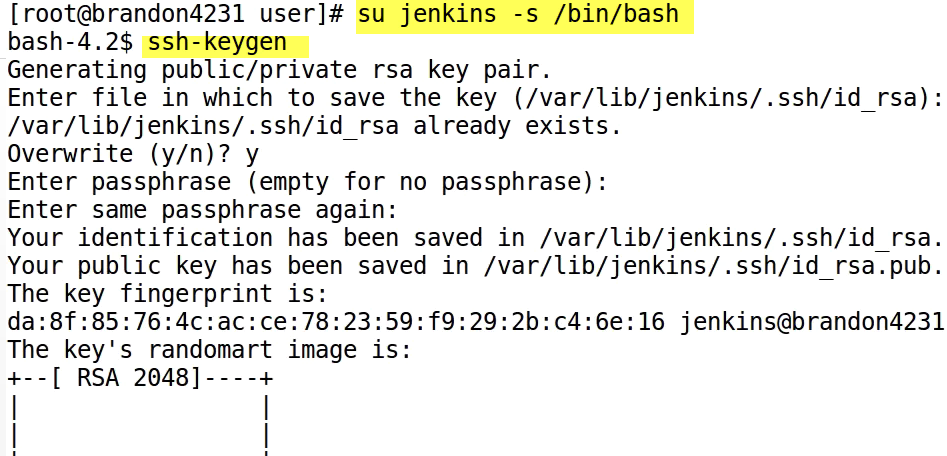 [root@brandon4231 user]# su jenkins -s /bin/bash
bash-4.2$ ssh-keygen
Generating public/private rsa key pair.
Enter file in which to save the key (/var/lib/jenkins/.ssh/id_rsa):
/var/lib/jenkins/.ssh/id_rsa already exists.
Overwrite (y/n)? y
Enter passphrase (empty for no passphrase):
Enter same passphrase again:
Your identification has been saved in /var/lib/jenkins/.ssh/id_rsa.
Your public key has been saved in /var/lib/jenkins/.ssh/id_rsa.pub.
The key fingerprint is:
da:8f:85:76:4c:ac:ce:78:23:59:f9:29:2b:c4:6e:16 jenkins@brandon4231
The key's randomart image is:
+--[ RSA 2048]----+
|                 |
|                 |